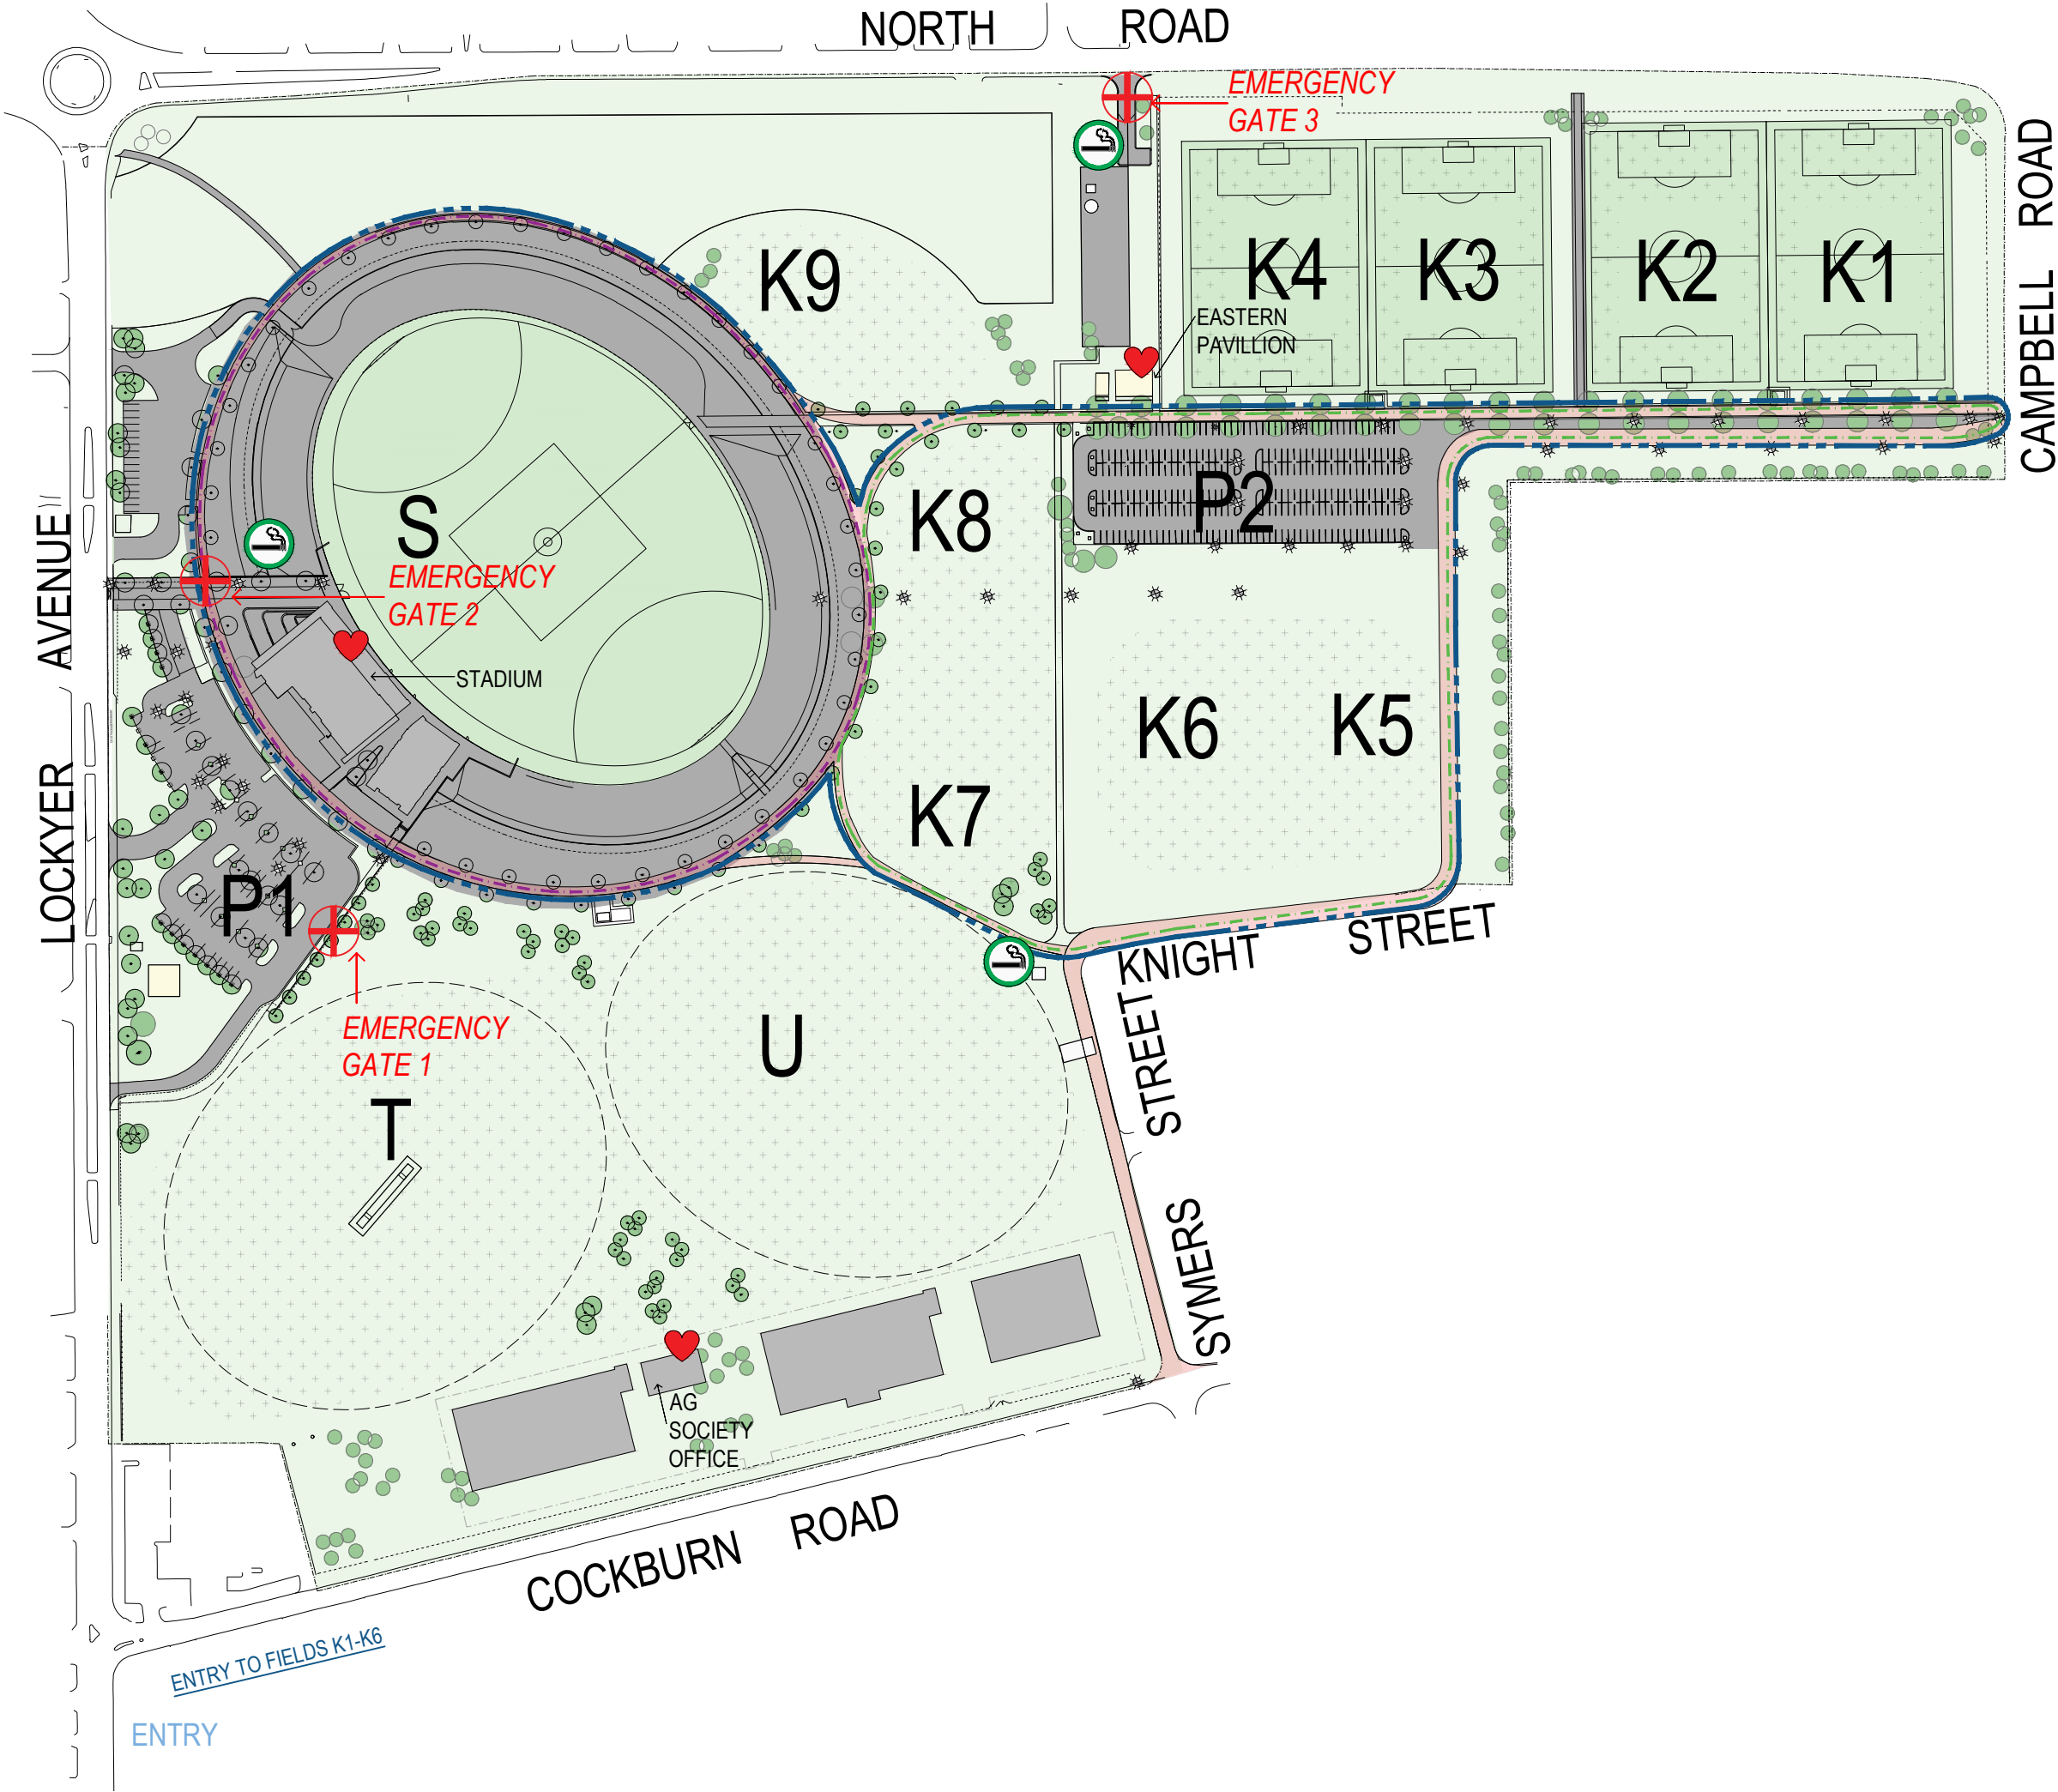 NORTH ROAD
EMERGENCY
GATE 3
CAMPBELL ROAD
K9
K4
K3
K2
K1
EASTERN
PAVILLION
S
K8
P2
EMERGENCY
GATE 2
LOCKYER AVENUE
STADIUM
K6
K5
K7
P1
KNIGHT STREET
EMERGENCY
GATE 1
U
T
SYMERS STREET
AG
SOCIETY
OFFICE
COCKBURN ROAD
ENTRY TO FIELDS K1-K6
ENTRY